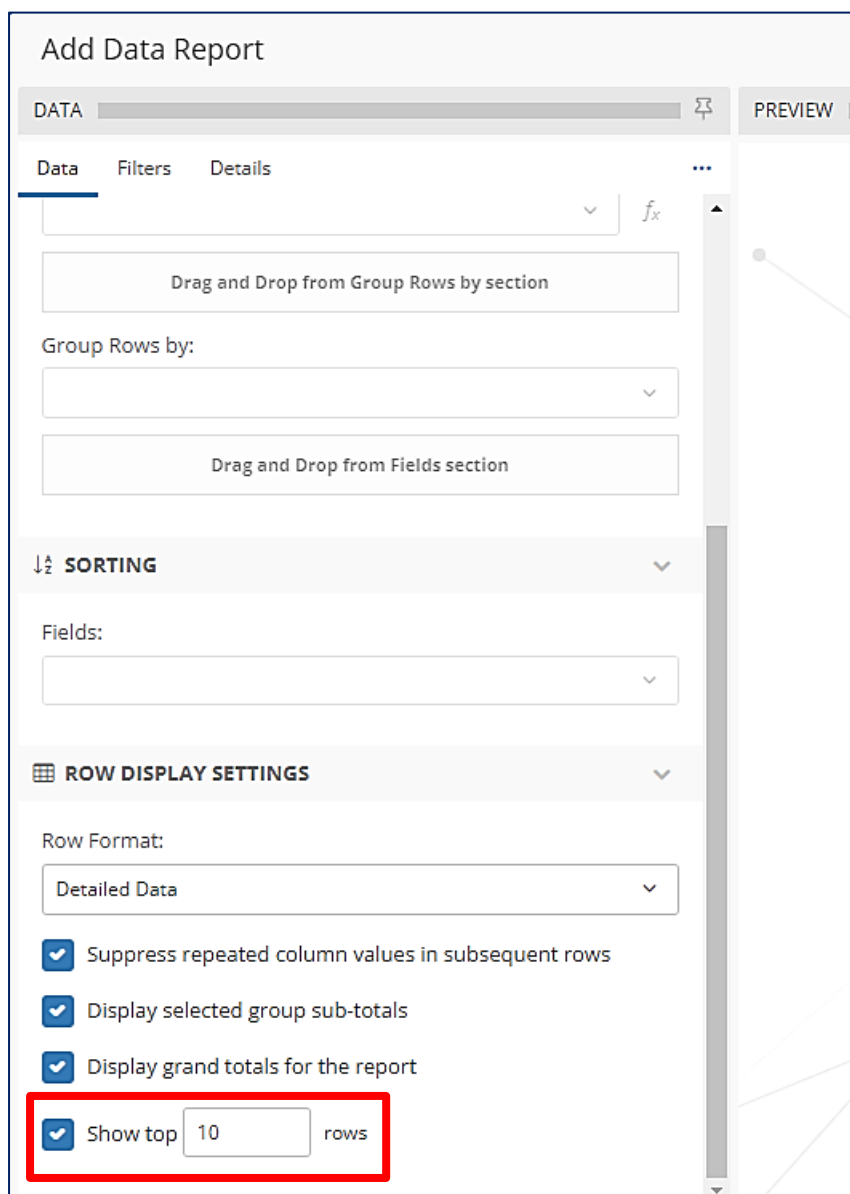 Add Data Report
DATA
PREVIEW
Data Filters Details ...
fx
Drag and Drop from Group Rows by section
Group Rows by:
Drag and Drop from Fields section
SORTING
Fields:
ROW DISPLAY SETTINGS
Row Format:
Detailed Data
Suppress repeated column values in subsequent rows
Display selected group sub-totals
Display grand totals for the report
Show top 10 rows